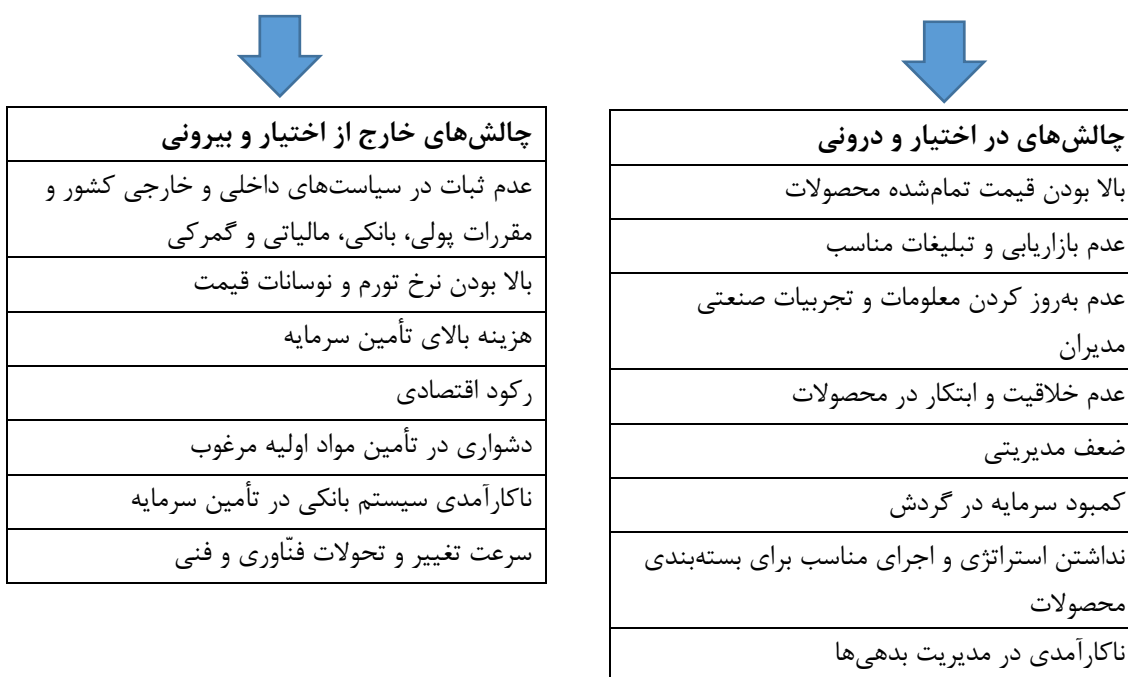 چالش‌های در اختیار و درونی
بالا بودن قیمت تمام‌شده محصولات
عدم بازاریابی و تبلیغات مناسب
عدم به‌روز کردن معلومات و تجربیات صنعتی
مدیران
عدم خلاقیت و ابتکار در محصولات
ضعف مدیریتی
کمبود سرمایه در گردش
نداشتن استراتژی و اجرای مناسب برای بسته‌بندی
محصولات
ناکارآمدی در مدیریت بدهی‌ها
چالش‌های خارج از اختیار و بیرونی
عدم ثبات در سیاست‌های داخلی و خارجی کشور و
مقررات پولی، بانکی، مالیاتی و گمرکی
بالا بودن نرخ تورم و نوسانات قیمت
هزینه بالای تأمین سرمایه
رکود اقتصادی
دشواری در تأمین مواد اولیه مرغوب
ناکارآمدی سیستم بانکی در تأمین سرمایه
سرعت تغییر و تحولات فنّاوری و فنی